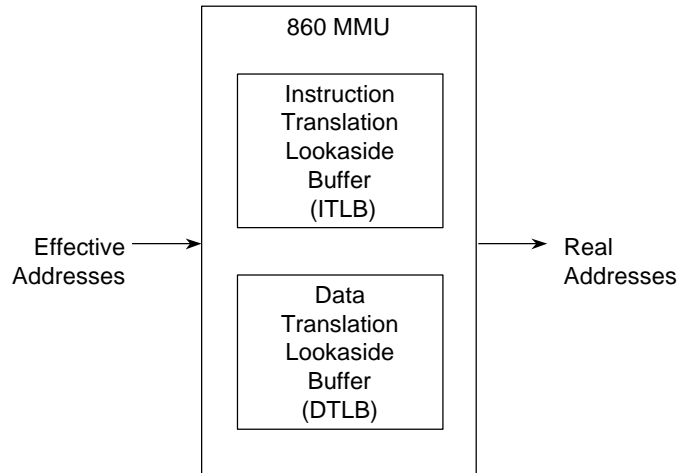 860 MMU
Instruction
Translation
Lookaside
Buffer
(ITLB)
Effective
Addresses
Real
Addresses
Data
Translation
Lookaside
Buffer
(DTLB)